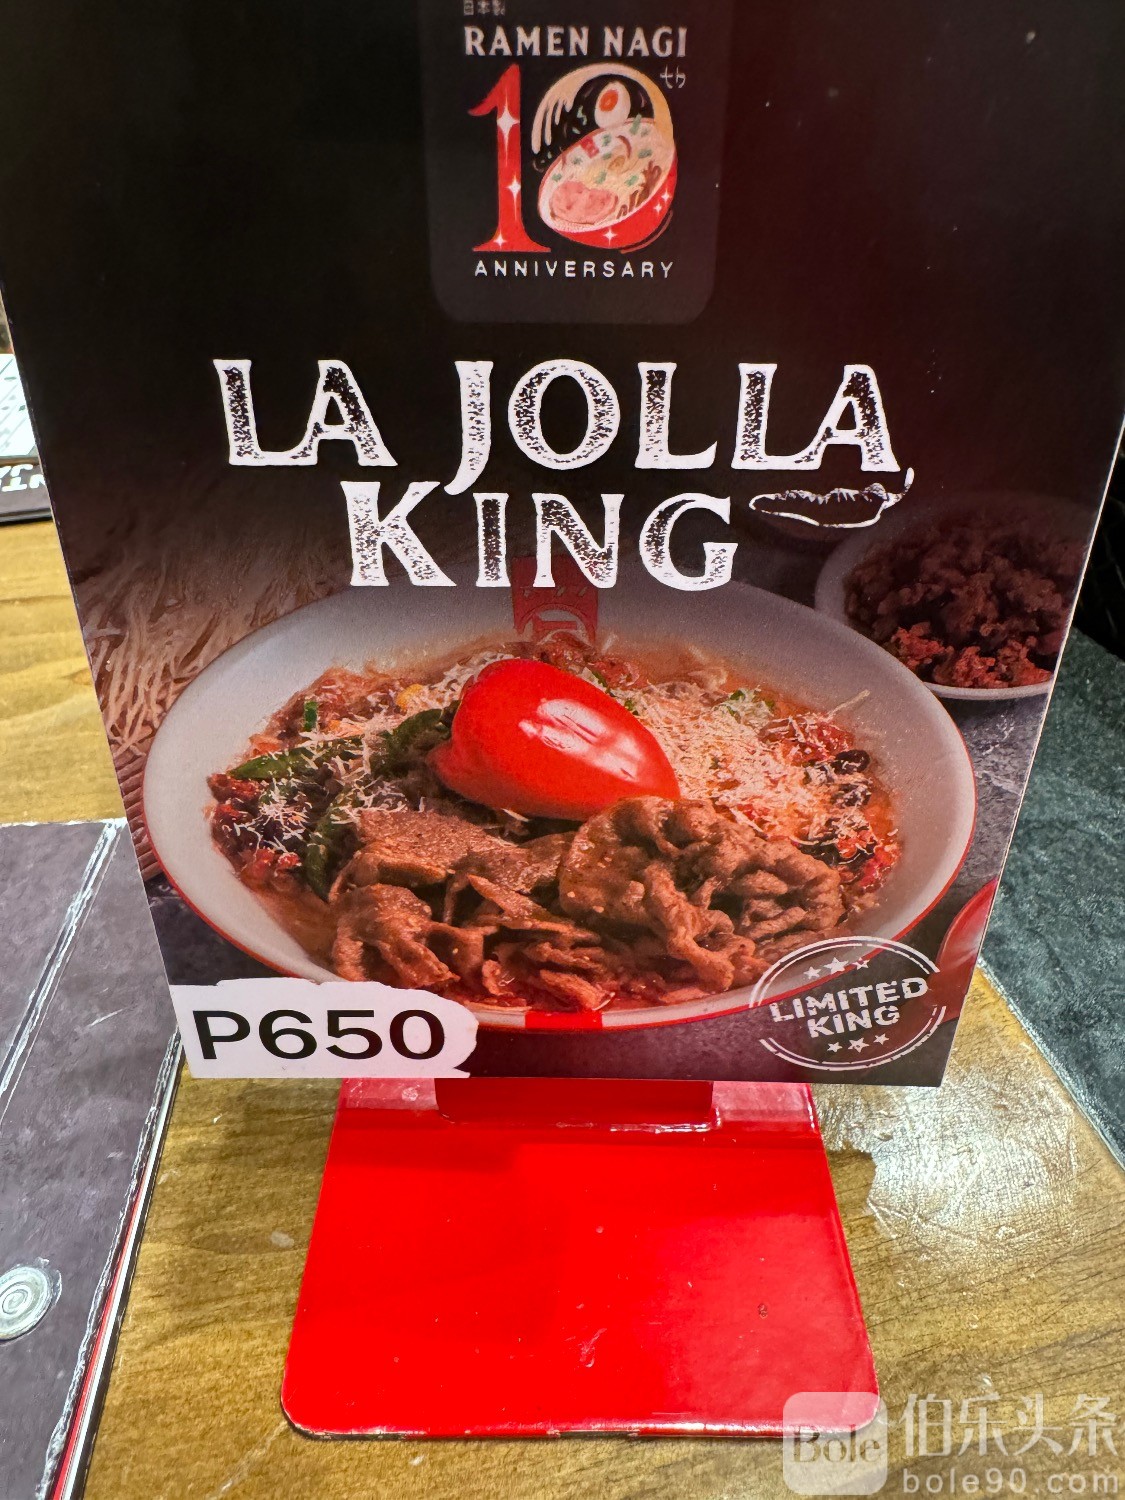 日本製
RAMEN NAGI
10
ANNIVERSARY
LA JOLLA
KING
LIMITED
KING
P650
Bole
伯乐头条
bole90.com